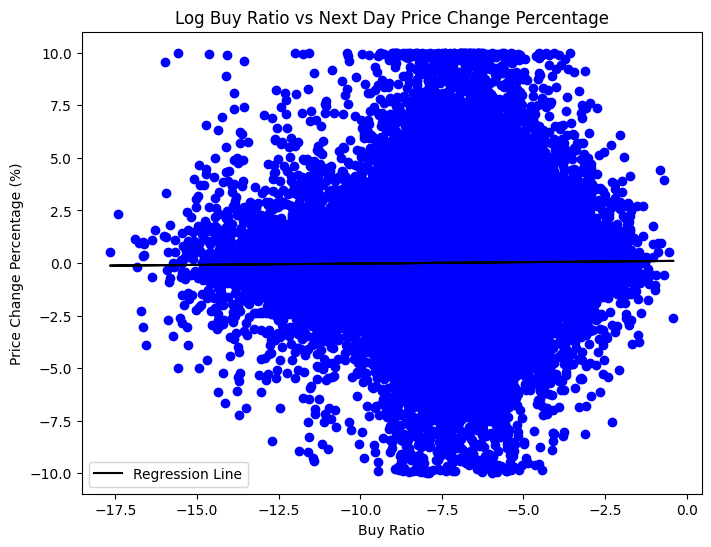 Log Buy Ratio vs Next Day Price Change Percentage
Price Change Percentage (%)
10.0
7.5
5.0
2.5
0.0
−2.5
−5.0
−7.5
−10.0
Regression Line
−17.5 −15.0 −12.5 −10.0 −7.5 −5.0 −2.5 0.0
Buy Ratio